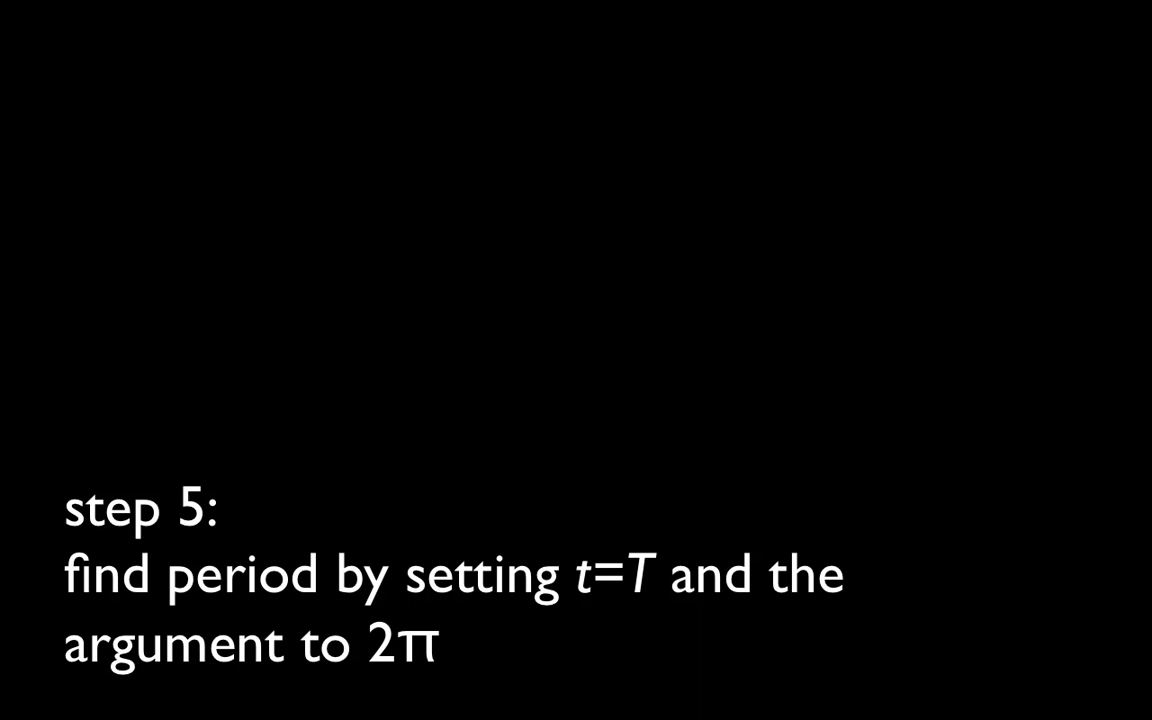 step 5:
find period by setting t=T and the
argument to 2π